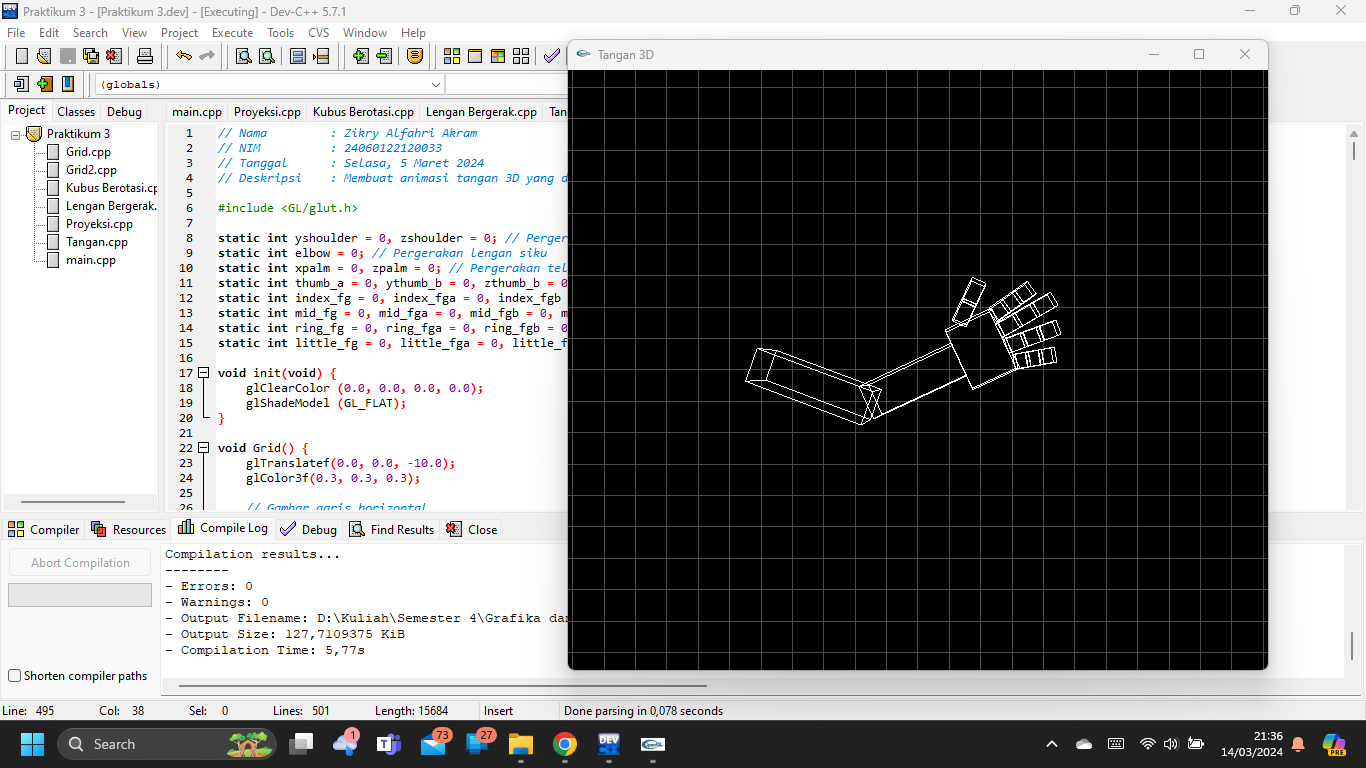 Praktikum 3 - [Praktikum 3.dev] - [Executing] - Dev-C++ 5.7.1
File Edit Search View Project Execute Tools CVS Window Help
Tangan 3D
(globals)
Project Classes Debug
main.cpp Proyeksi.cpp Kubus Berotasi.cpp Lengan Bergerak.cpp Tan
Praktikum 3
Grid.cpp
Grid2.cpp
Kubus Berotasi.cp
Lengan Bergerak.
Proyeksi.cpp
Tangan.cpp
main.cpp
1 // Nama : Zikry Alfahri Akram
2 // NIM : 24060122120033
3 // Tanggal : Selasa, 5 Maret 2024
4 // Deskripsi : Membuat animasi tangan 3D yang d
5
6 #include <GL/glut.h>
7
8 static int yshoulder = 0, zshoulder = 0; // Perger
9 static int elbow = 0; // Pergerakan lengan siku
10 static int xpalm = 0, zpalm = 0; // Pergerakan tel
11 static int thumb_a = 0, ythumb_b = 0, zthumb_b = 0
12 static int index_fg = 0, index_fga = 0, index_fgb
13 static int mid_fg = 0, mid_fga = 0, mid_fgb = 0, m
14 static int ring_fg = 0, ring_fga = 0, ring_fgb = 0
15 static int little_fg = 0, little_fga = 0, little_f
16
17 void init(void) {
18 glClearColor (0.0, 0.0, 0.0, 0.0);
19 glShadeModel (GL_FLAT);
20 }
21
22 void Grid() {
23 glTranslatef(0.0, 0.0, -10.0);
24 glColor3f(0.3, 0.3, 0.3);
25
26 // Gambar garis horizontal
Compiler Resources Compile Log Debug Find Results Close
Abort Compilation
Shorten compiler paths
Compilation results...
--------
- Errors: 0
- Warnings: 0
- Output Filename: D:\Kuliah\Semester 4\Grafika dan
- Output Size: 127,7109375 KiB
- Compilation Time: 5,77s
Line: 495 Col: 38 Sel: 0 Lines: 501 Length: 15684 Insert Done parsing in 0,078 seconds
Search
1
73
27
DEV
OpenGL
21:36
14/03/2024
PRE